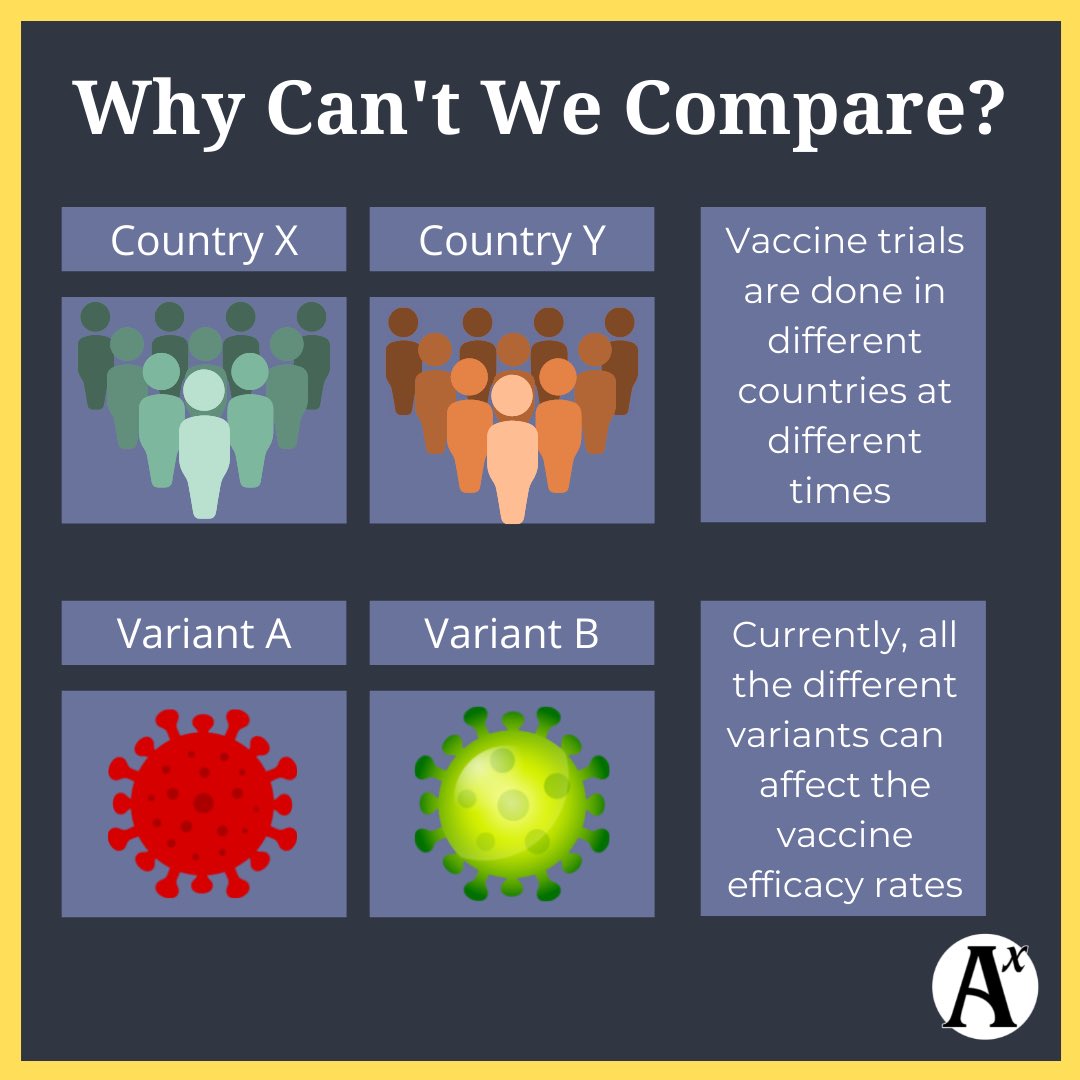 Why Can't We Compare?
Country X
Country Y
Vaccine trials
are done in
different
countries at
different
times
Variant A
Variant B
Currently, all
the different
variants can
affect the
vaccine
efficacy rates
Ax